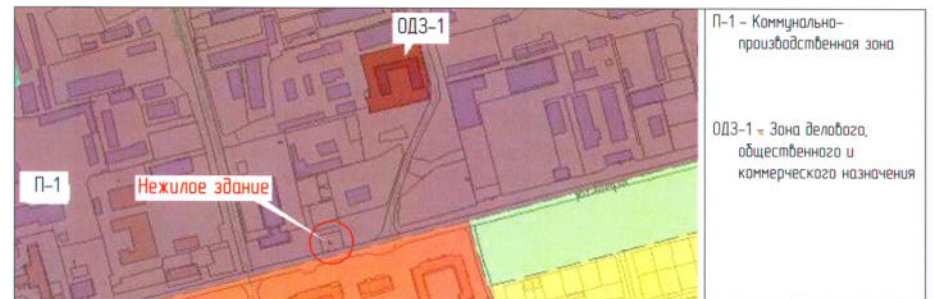 ОДЗ-1
П-1
Нежилое здание
П-1 - Коммунально-
производственная зона
ОДЗ-1 - Зона делового,
общественного и
коммерческого назначения